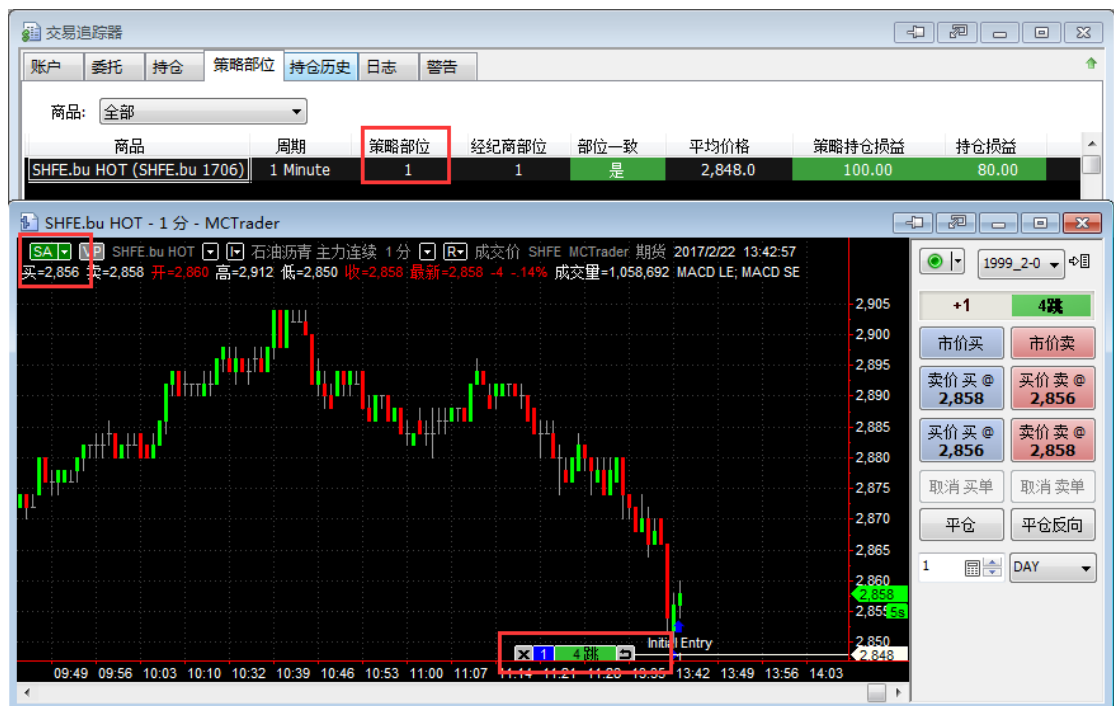 交易追踪器
账户 委托 持仓 策略部位 持仓历史 日志 警告
商品: 全部
商品 周期 策略部位 经纪商部位 部位一致 平均价格 策略持仓损益 持仓损益
SHFE.bu HOT (SHFE.bu 1706) 1 Minute 1 1 是 2,848.0 100.00 80.00
SHFE.bu HOT - 1 分 - MCTrader
SA VP SHFE.bu HOT 石油沥青 主力连续 1 分 R 成交价 SHFE MCTrader 期货 2017/2/22 13:42:57
买=2,856 卖=2,858 开=2,860 高=2,912 低=2,850 收=2,858 最新=2,858 -4 -.14% 成交量=1,058,692 MACD LE; MACD SE
1999_2-0
+1 4跳
市价买 市价卖
卖价 买 @ 2,858
买价 卖 @ 2,856
买价 买 @ 2,856
卖价 卖 @ 2,858
取消 买单 取消 卖单
平仓 平仓反向
1 DAY
2,905
2,900
2,895
2,890
2,885
2,880
2,875
2,870
2,865
2,860
2,858
2,855 5s
2,850
2,848
Initial Entry
1 4 跳
09:49 09:56 10:03 10:10 10:32 10:39 10:46 10:53 11:00 11:07 11:14 11:21 11:28 13:35 13:42 13:49 13:56 14:03